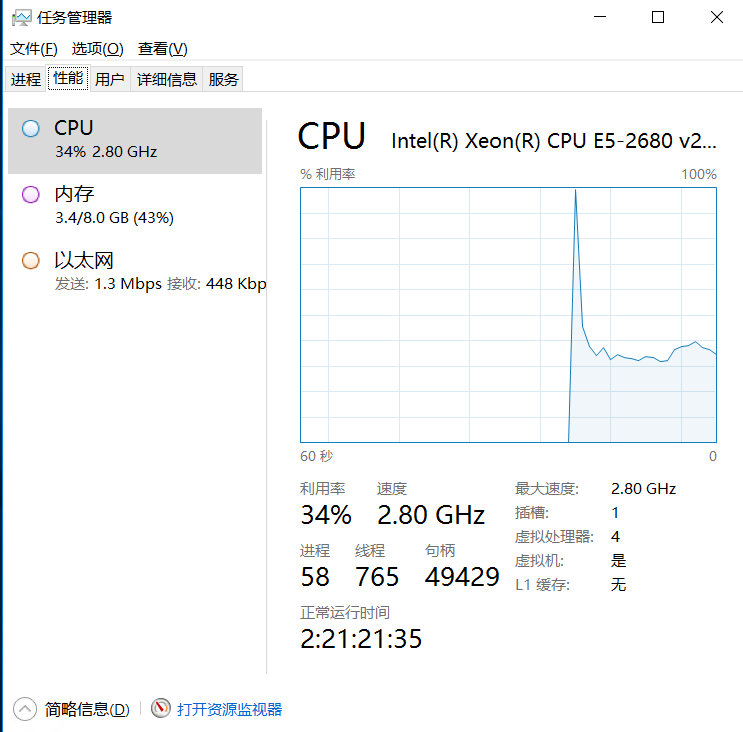 任务管理器
文件(F) 选项(O) 查看(V)
进程 性能 用户 详细信息 服务
CPU
34% 2.80 GHz
内存
3.4/8.0 GB (43%)
以太网
发送: 1.3 Mbps 接收: 448 Kbp
CPU Intel(R) Xeon(R) CPU E5-2680 v2...
% 利用率 100%
60 秒 0
利用率 速度
34% 2.80 GHz
进程 线程 句柄
58 765 49429
正常运行时间
2:21:21:35
最大速度: 2.80 GHz
插槽: 1
虚拟处理器: 4
虚拟机: 是
L1 缓存: 无
简略信息(D) 打开资源监视器